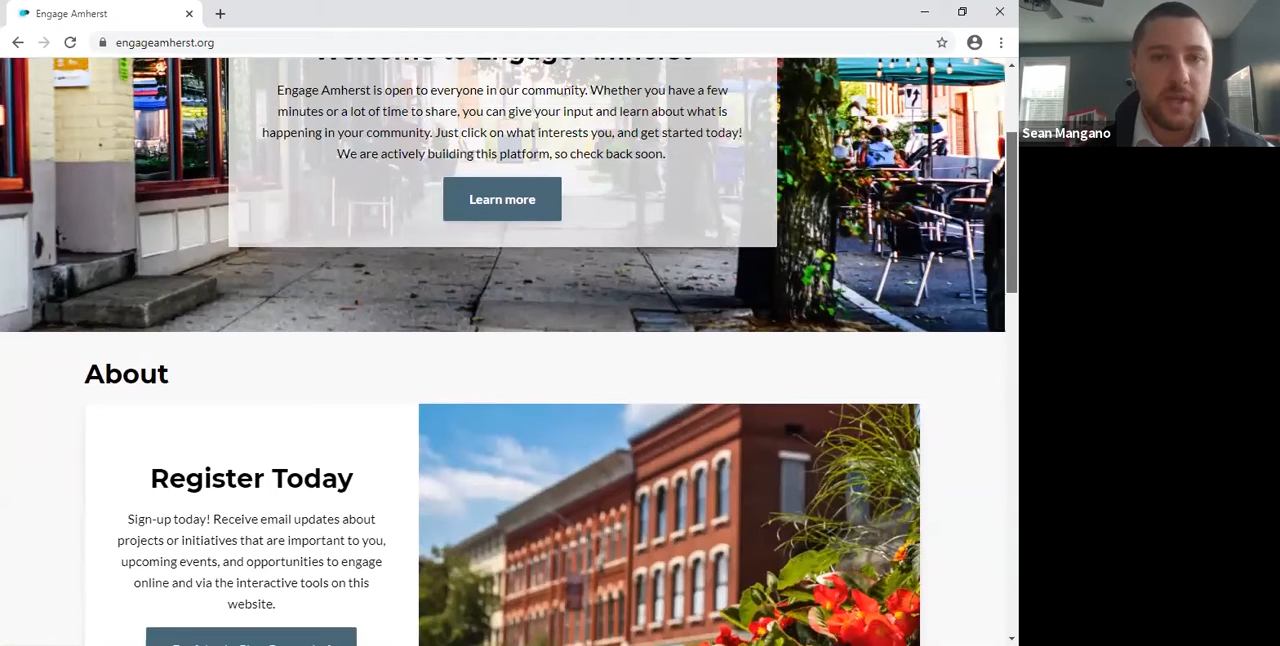 Engage Amherst
engageamherst.org
Welcome to Engage Amherst
Engage Amherst is open to everyone in our community. Whether you have a few
minutes or a lot of time to share, you can give your input and learn about what is
happening in your community. Just click on what interests you, and get started today!
We are actively building this platform, so check back soon.
Learn more
Sean Mangano
About
Register Today
Sign-up today! Receive email updates about
projects or initiatives that are important to you,
upcoming events, and opportunities to engage
online and via the interactive tools on this
website.